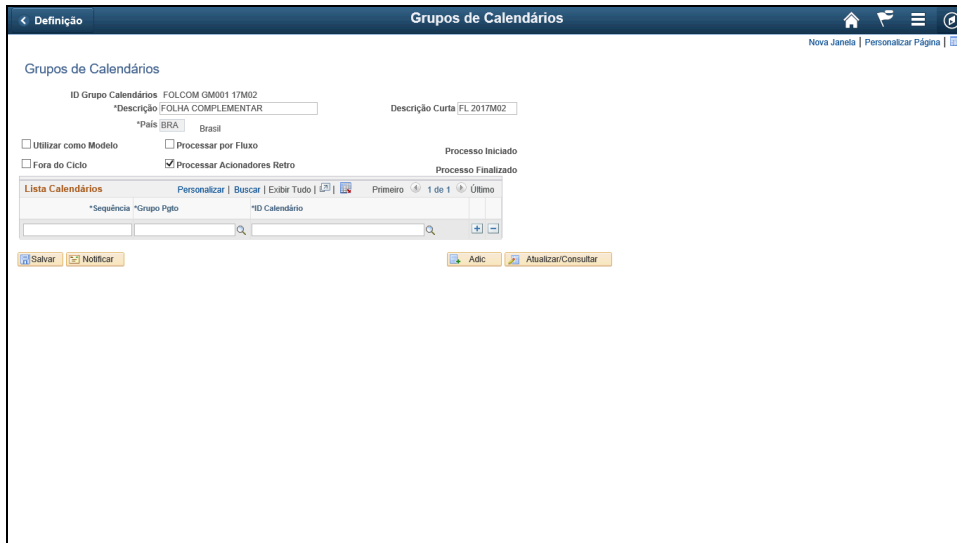 Definição
Grupos de Calendários
Nova Janela | Personalizar Página |
Grupos de Calendários
ID Grupo Calendários FOLCOM GM001 17M02
*Descrição FOLHA COMPLEMENTAR Descrição Curta FL 2017M02
*País BRA Brasil
Utilizar como Modelo Processar por Fluxo Processo Iniciado
Fora do Ciclo Processar Acionadores Retro Processo Finalizado
Lista Calendários Personalizar | Buscar | Exibir Tudo | | Primeiro 1 de 1 Último
*Sequência *Grupo Pgto *ID Calendário
Salvar Notificar Adic Atualizar/Consultar